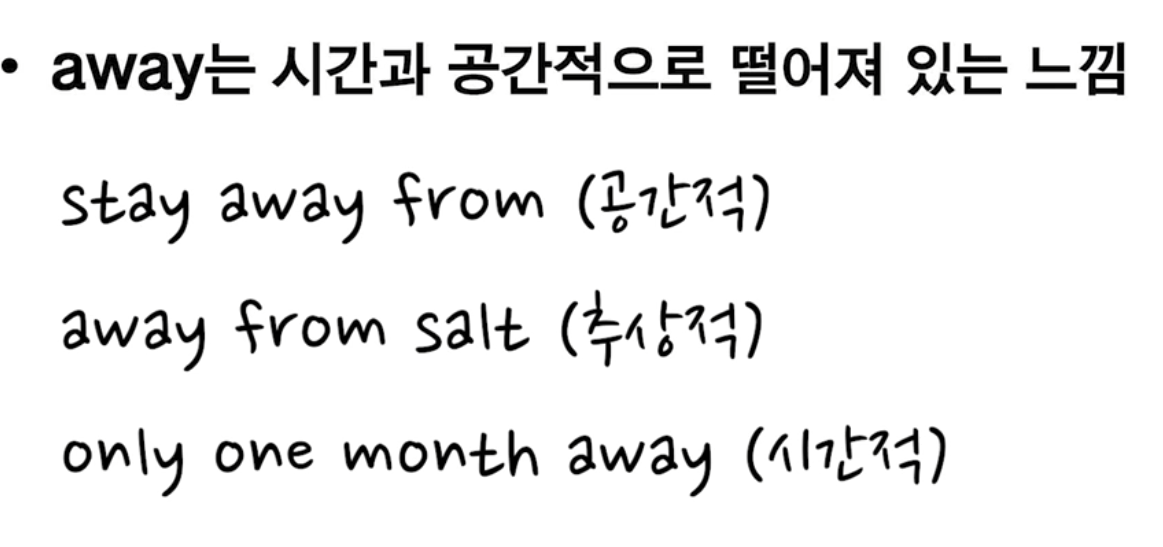 • away는 시간과 공간적으로 떨어져 있는 느낌
stay away from (공간적)
away from salt (추상적)
only one month away (시간적)